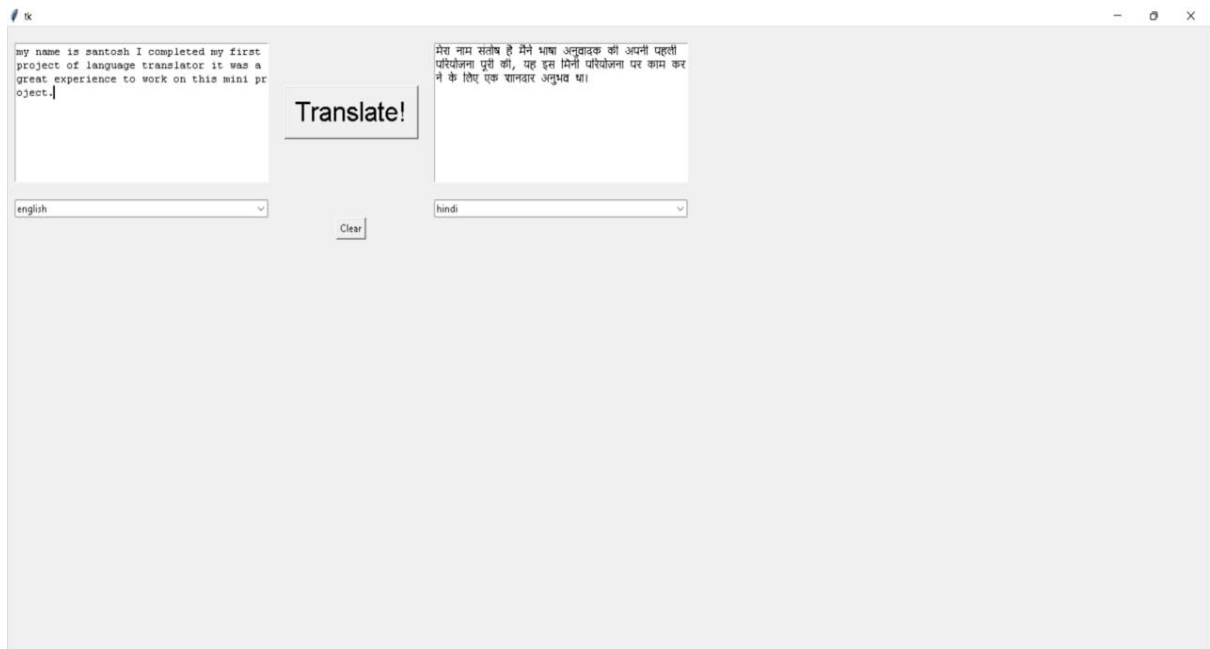 tk
my name is santosh I completed my first
project of language translator it was a
great experience to work on this mini pr
oject.
Translate!
मेरा नाम संतोष है मैंने भाषा अनुवादक की अपनी पहली
परियोजना पूरी की, यह इस मिनी परियोजना पर काम कर
ने के लिए एक शानदार अनुभव था।
english
Clear
hindi